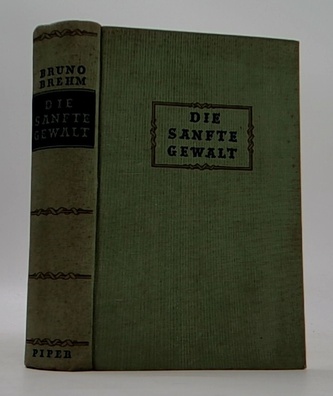 BRUNO
BREHM
DIE
SANFTE
GEWALT
PIPER
DIE
SANFTE
GEWALT